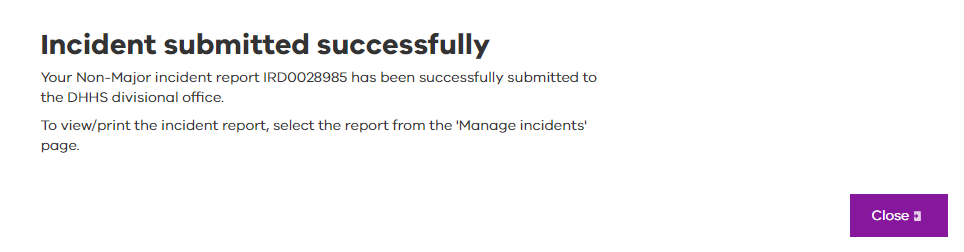 Incident submitted successfully
Your Non-Major incident report IRD0028985 has been successfully submitted to
the DHHS divisional office.
To view/print the incident report, select the report from the 'Manage incidents'
page.
Close